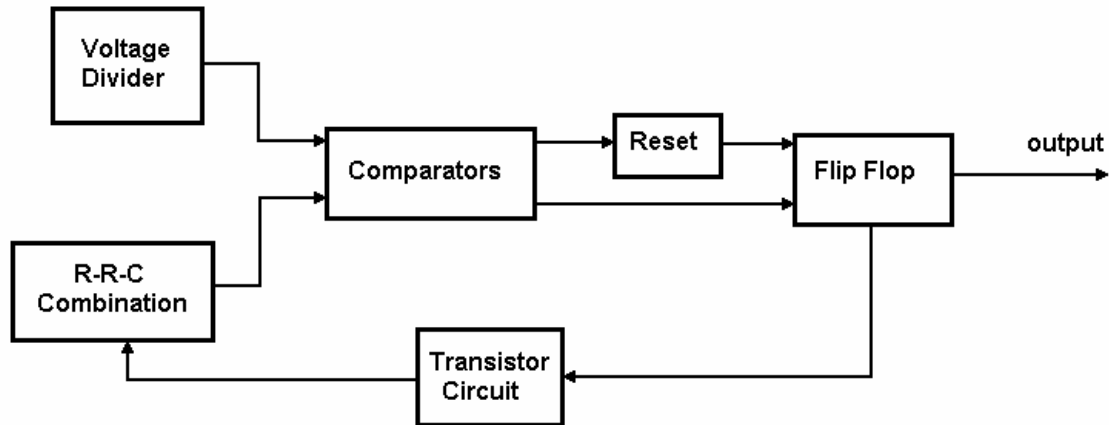 Voltage
Divider
Comparators
Reset
Flip Flop
output
R-R-C
Combination
Transistor
Circuit